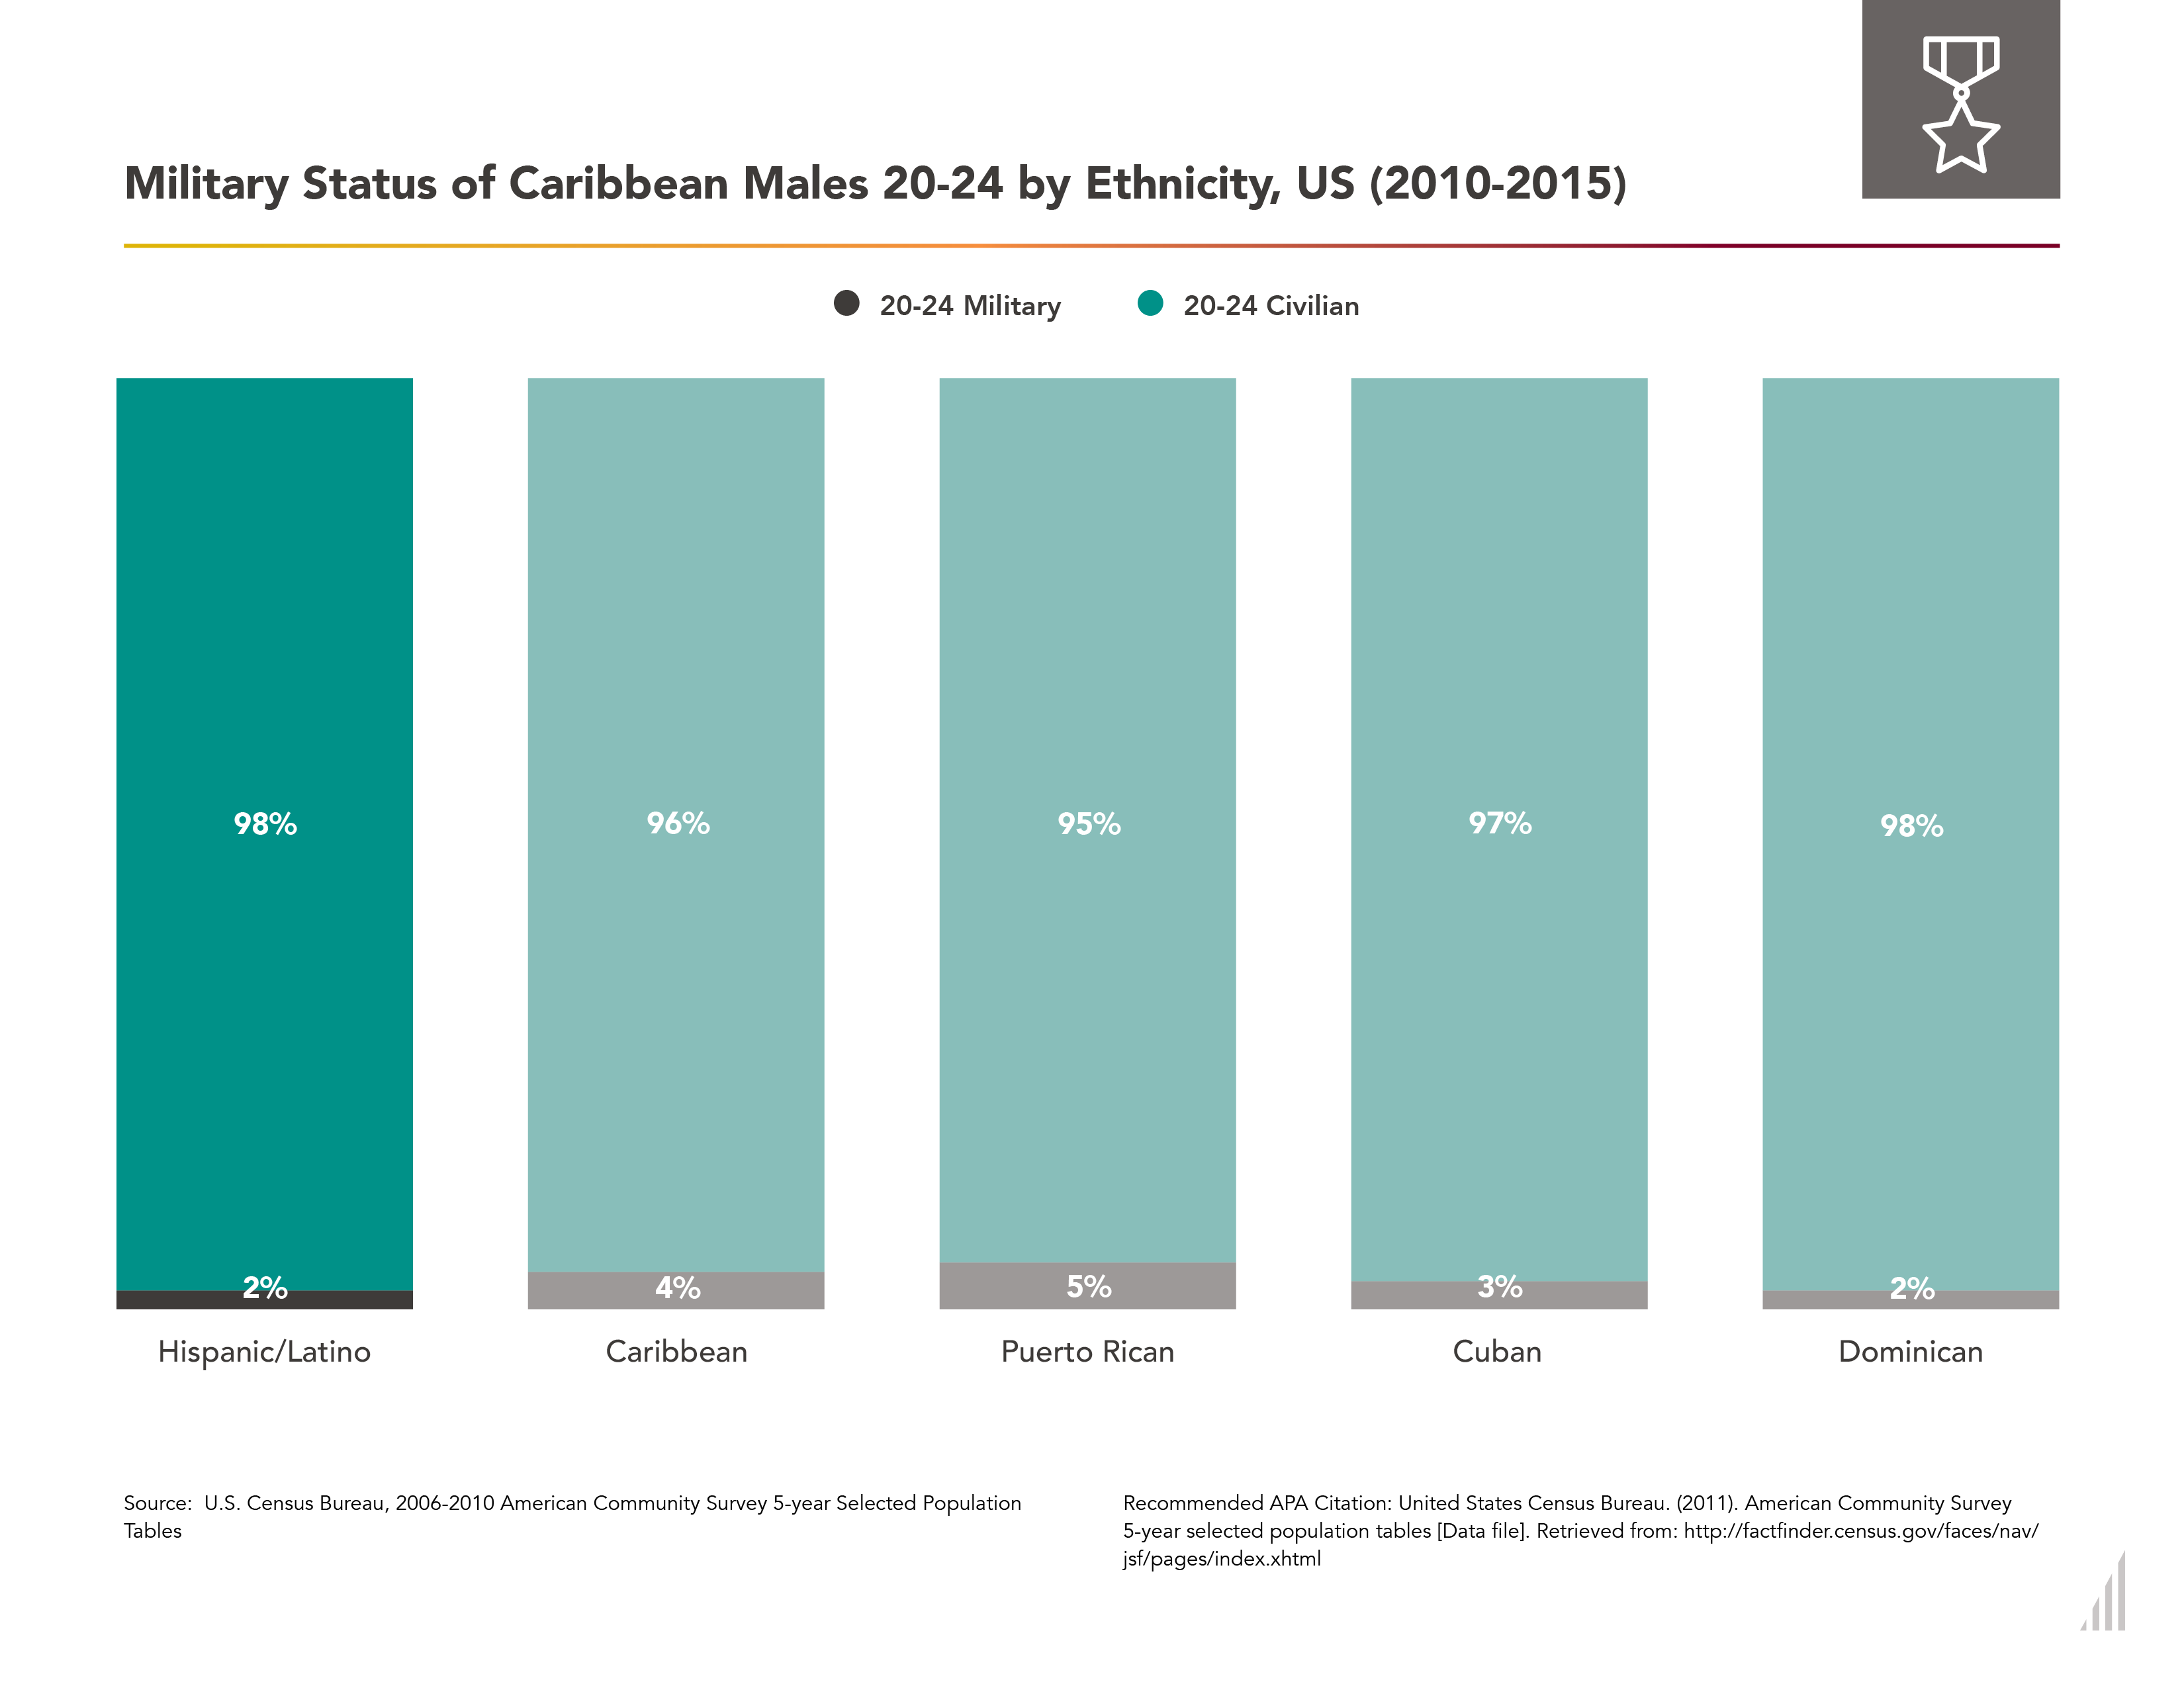 Military Status of Caribbean Males 20-24 by Ethnicity, US (2010-2015)
20-24 Military
20-24 Civilian
98%
96%
95%
97%
98%
2%
4%
5%
3%
2%
Hispanic/Latino
Caribbean
Puerto Rican
Cuban
Dominican
Source:  U.S. Census Bureau, 2006-2010 American Community Survey 5-year Selected Population
Tables
Recommended APA Citation: United States Census Bureau. (2011). American Community Survey
5-year selected population tables [Data file]. Retrieved from: http://factfinder.census.gov/faces/nav/
jsf/pages/index.xhtml